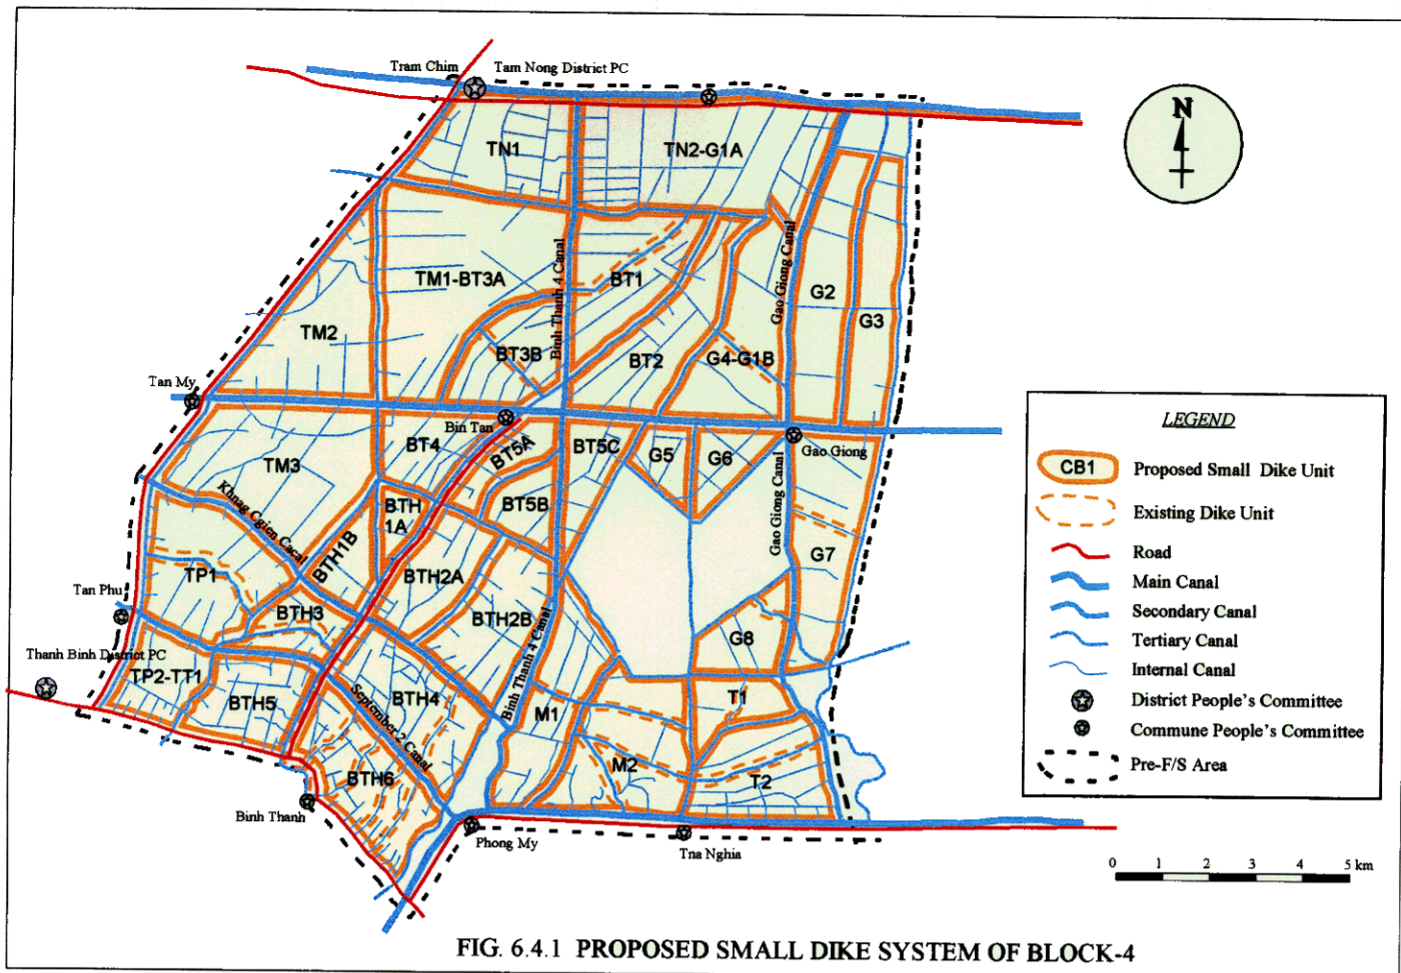 Tram Chim
Tam Nong District PC
N
TN1
TN2-G1A
Binh Thanh 4 Canal
Gao Giong Canal
TM1-BT3A
BT1
G2
G3
TM2
BT3B
BT2
G4-G1B
Tan My
Bin Tan
BT4
BT5A
BT5C
G5
G6
Gao Giong
TM3
Khnag Cgien Cacal
BTH
1A
BT5B
Gao Giong Canal
G7
BTH1B
TP1
BTH2A
Tan Phu
BTH3
BTH2B
G8
Thanh Binh District PC
TP2-TT1
BTH5
BTH4
September 2 Canal
Binh Thanh 4 Canal
M1
T1
BTH6
M2
T2
Binh Thanh
Phong My
Tna Nghia
LEGEND
CB1 Proposed Small Dike Unit
Existing Dike Unit
Road
Main Canal
Secondary Canal
Tertiary Canal
Internal Canal
District People's Committee
Commune People's Committee
Pre-F/S Area
0 1 2 3 4 5 km
FIG. 6.4.1 PROPOSED SMALL DIKE SYSTEM OF BLOCK-4